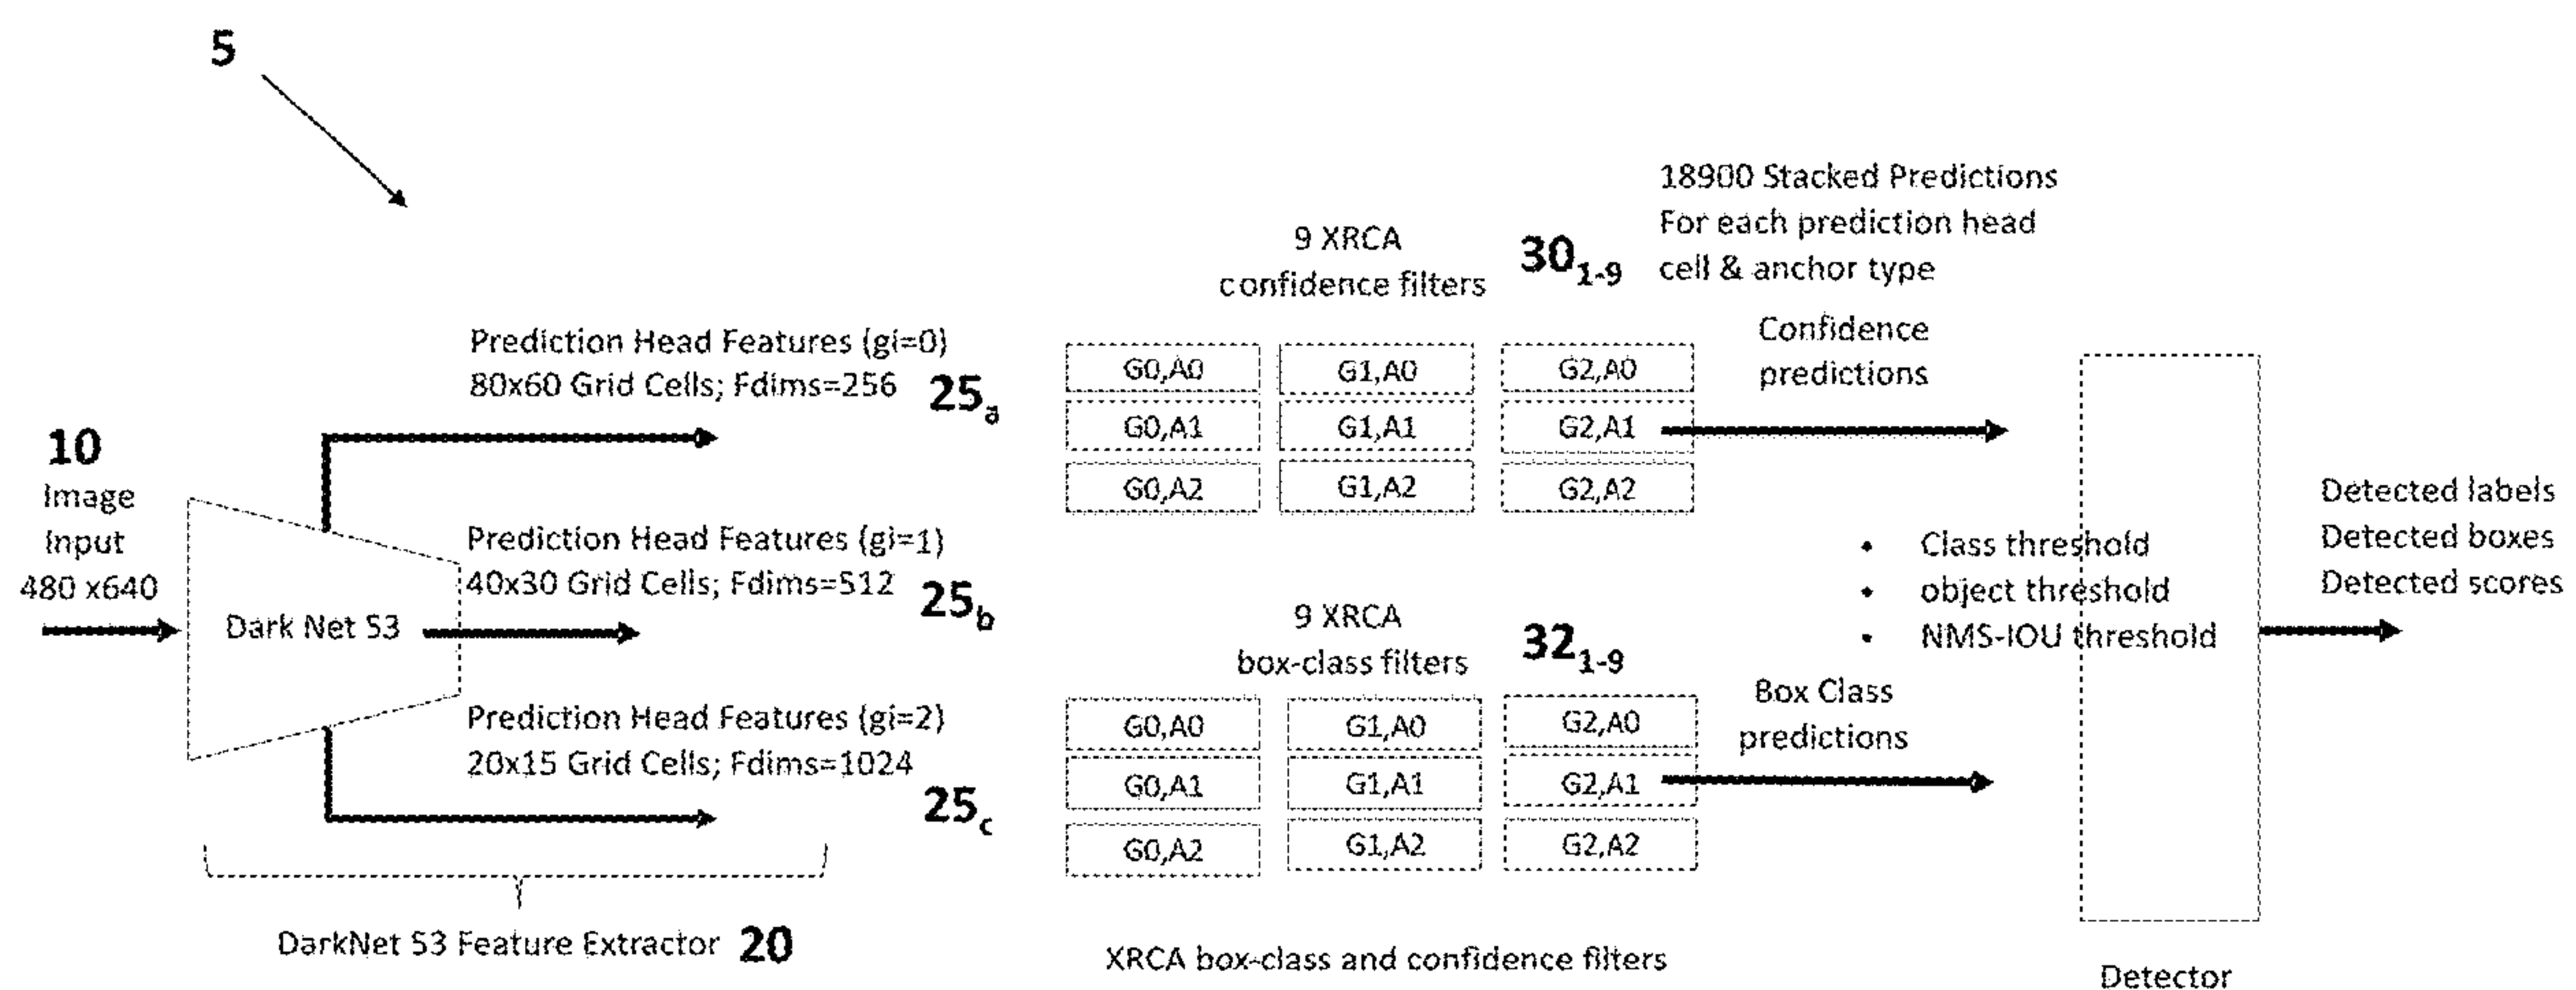 5
10
Image
Input
480 x640
Dark Net 53
Prediction Head Features (gi=0)
80x60 Grid Cells; Fdims=256
25a
Prediction Head Features (gi=1)
40x30 Grid Cells; Fdims=512
25b
Prediction Head Features (gi=2)
20x15 Grid Cells; Fdims=1024
25c
DarkNet 53 Feature Extractor 20
9 XRCA
confidence filters
30 1-9
G0,A0 G1,A0 G2,A0
G0,A1 G1,A1 G2,A1
G0,A2 G1,A2 G2,A2
9 XRCA
box-class filters
32 1-9
G0,A0 G1,A0 G2,A0
G0,A1 G1,A1 G2,A1
G0,A2 G1,A2 G2,A2
XRCA box-class and confidence filters
18900 Stacked Predictions
For each prediction head
cell & anchor type
Confidence
predictions
• Class threshold
• object threshold
• NMS-IOU threshold
Box Class
predictions
Detector
Detected labels
Detected boxes
Detected scores